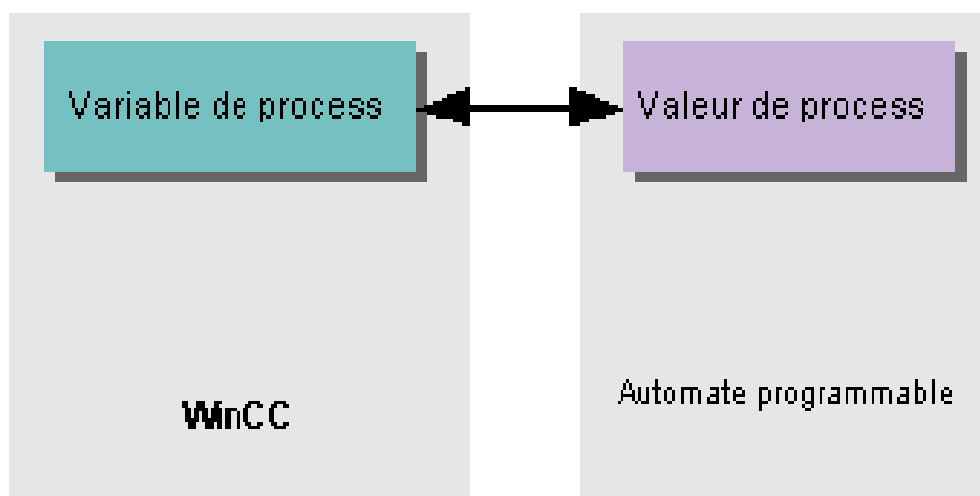 Variable de process
Valeur de process
WinCC
Automate programmable